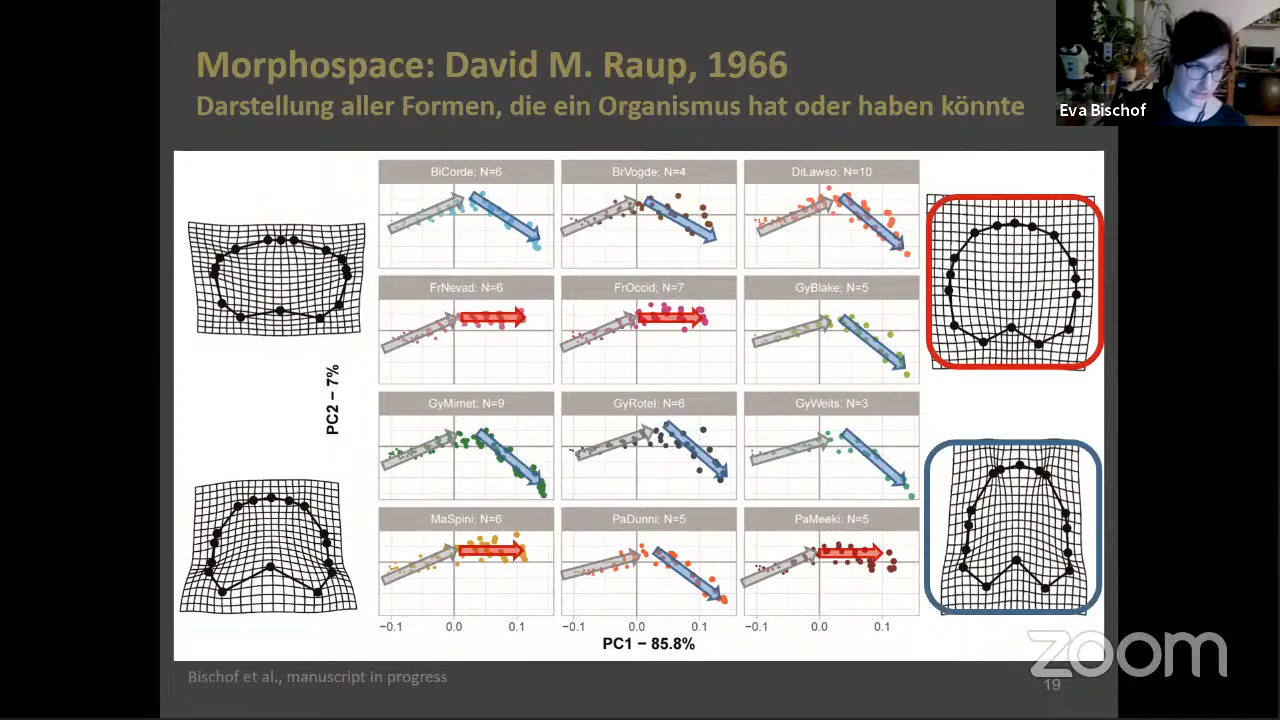 Morphospace: David M. Raup, 1966
Darstellung aller Formen, die ein Organismus hat oder haben könnte
Eva Bischof
BiCorde; N=6
BrVogde; N=4
DiLawso; N=10
FrNevad; N=6
FrOccid; N=7
GyBlake; N=5
PC2 − 7%
GyMimet; N=9
GyRotel; N=6
GyWeits; N=3
MaSpini; N=6
PaDunni; N=5
PaMeeki; N=5
−0.1 0.0 0.1 −0.1 0.0 0.1 −0.1 0.0 0.1
PC1 − 85.8%
zoom
Bischof et al., manuscript in progress
19